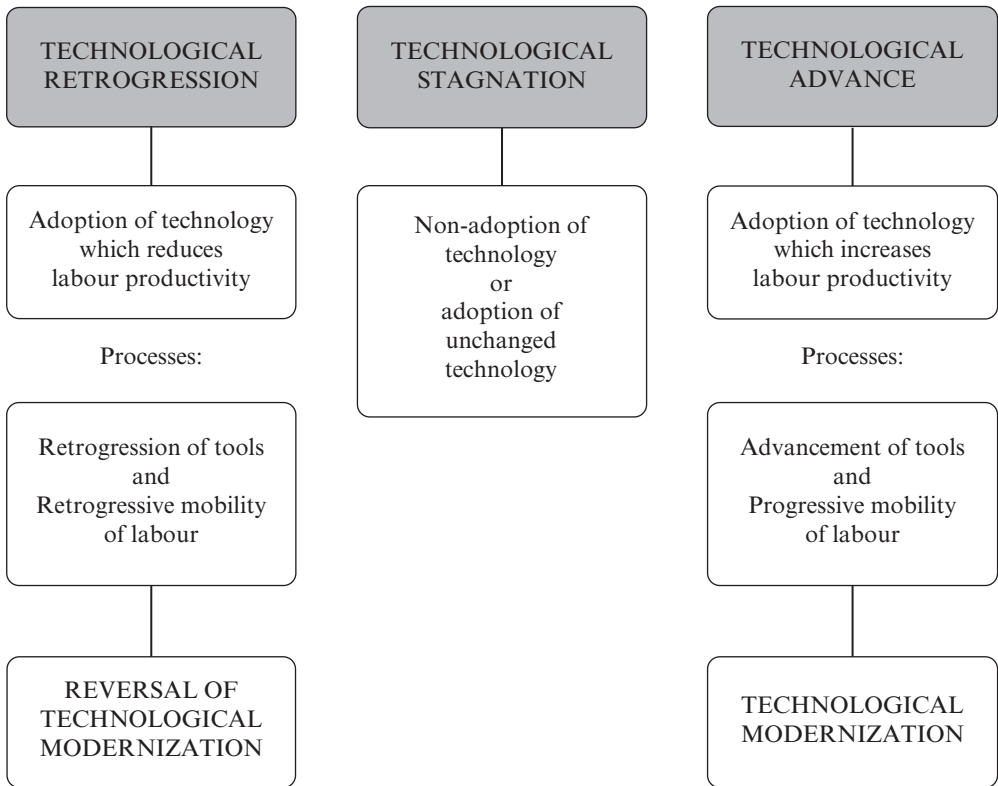 TECHNOLOGICAL
RETROGRESSION
Adoption of technology
which reduces
labour productivity
Processes:
Retrogression of tools
and
Retrogressive mobility
of labour
REVERSAL OF
TECHNOLOGICAL
MODERNIZATION
TECHNOLOGICAL
STAGNATION
Non-adoption of
technology
or
adoption of
unchanged
technology
TECHNOLOGICAL
ADVANCE
Adoption of technology
which increases
labour productivity
Processes:
Advancement of tools
and
Progressive mobility
of labour
TECHNOLOGICAL
MODERNIZATION